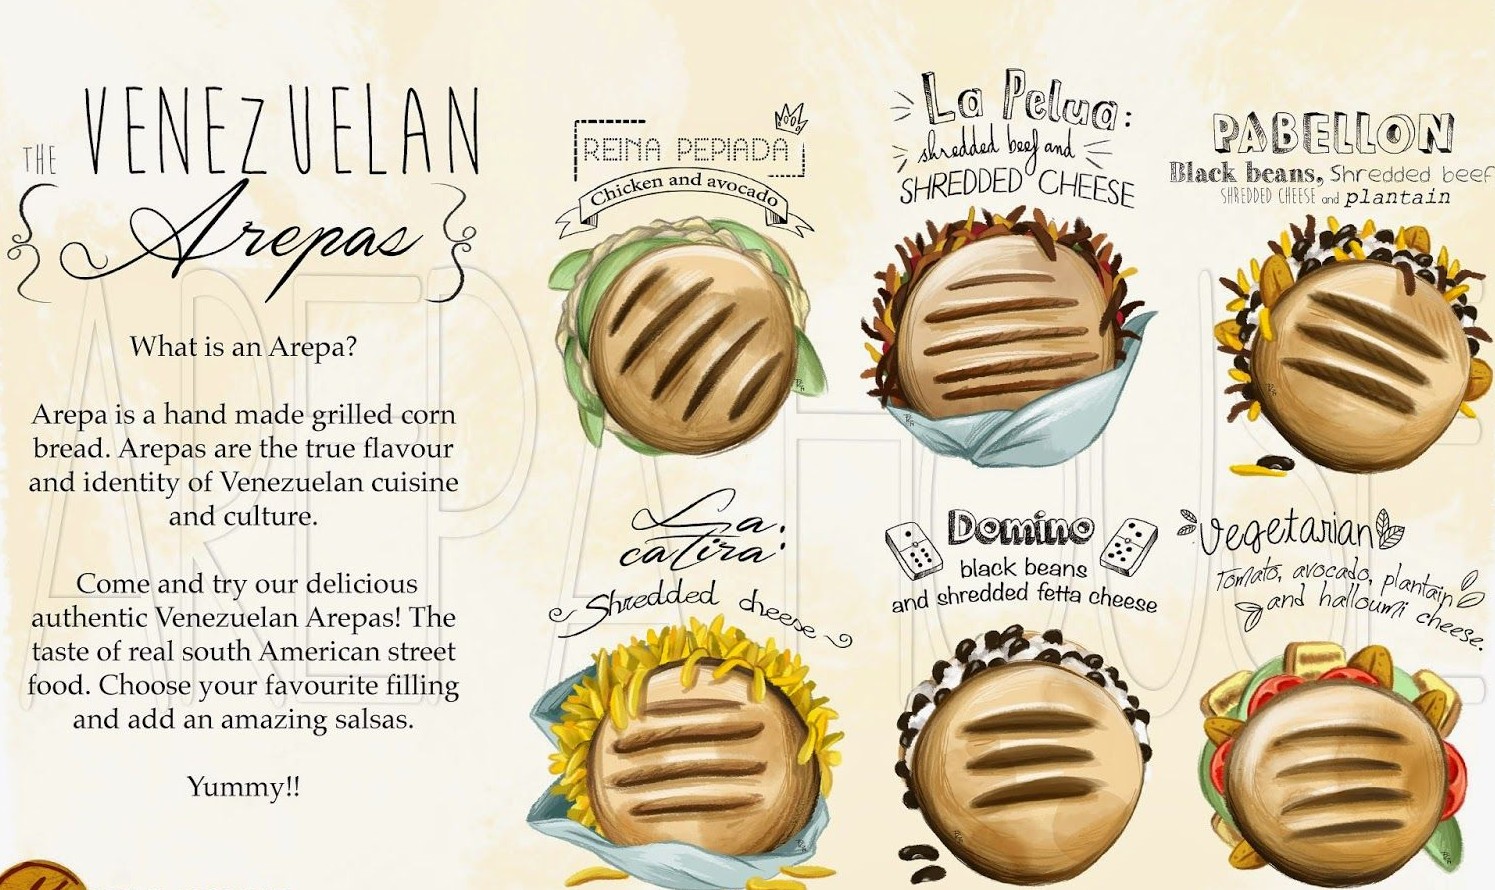 THE VENEZUELAN
Arepas
What is an Arepa?
Arepa is a hand made grilled corn
bread. Arepas are the true flavour
and identity of Venezuelan cuisine
and culture.
Come and try our delicious
authentic Venezuelan Arepas! The
taste of real south American street
food. Choose your favourite filling
and add an amazing salsas.
Yummy!!
REINA PEPIADA
Chicken and avocado
La Pelua:
shredded beef and
SHREDDED CHEESE
PABELLON
Black beans, Shredded beef
SHREDDED CHEESE and plantain
La
catira:
Shredded cheese
Domino
black beans
and shredded fetta cheese
Vegetarian
Tomato, avocado, plantain
and halloumi cheese.
AREPA HOUSE